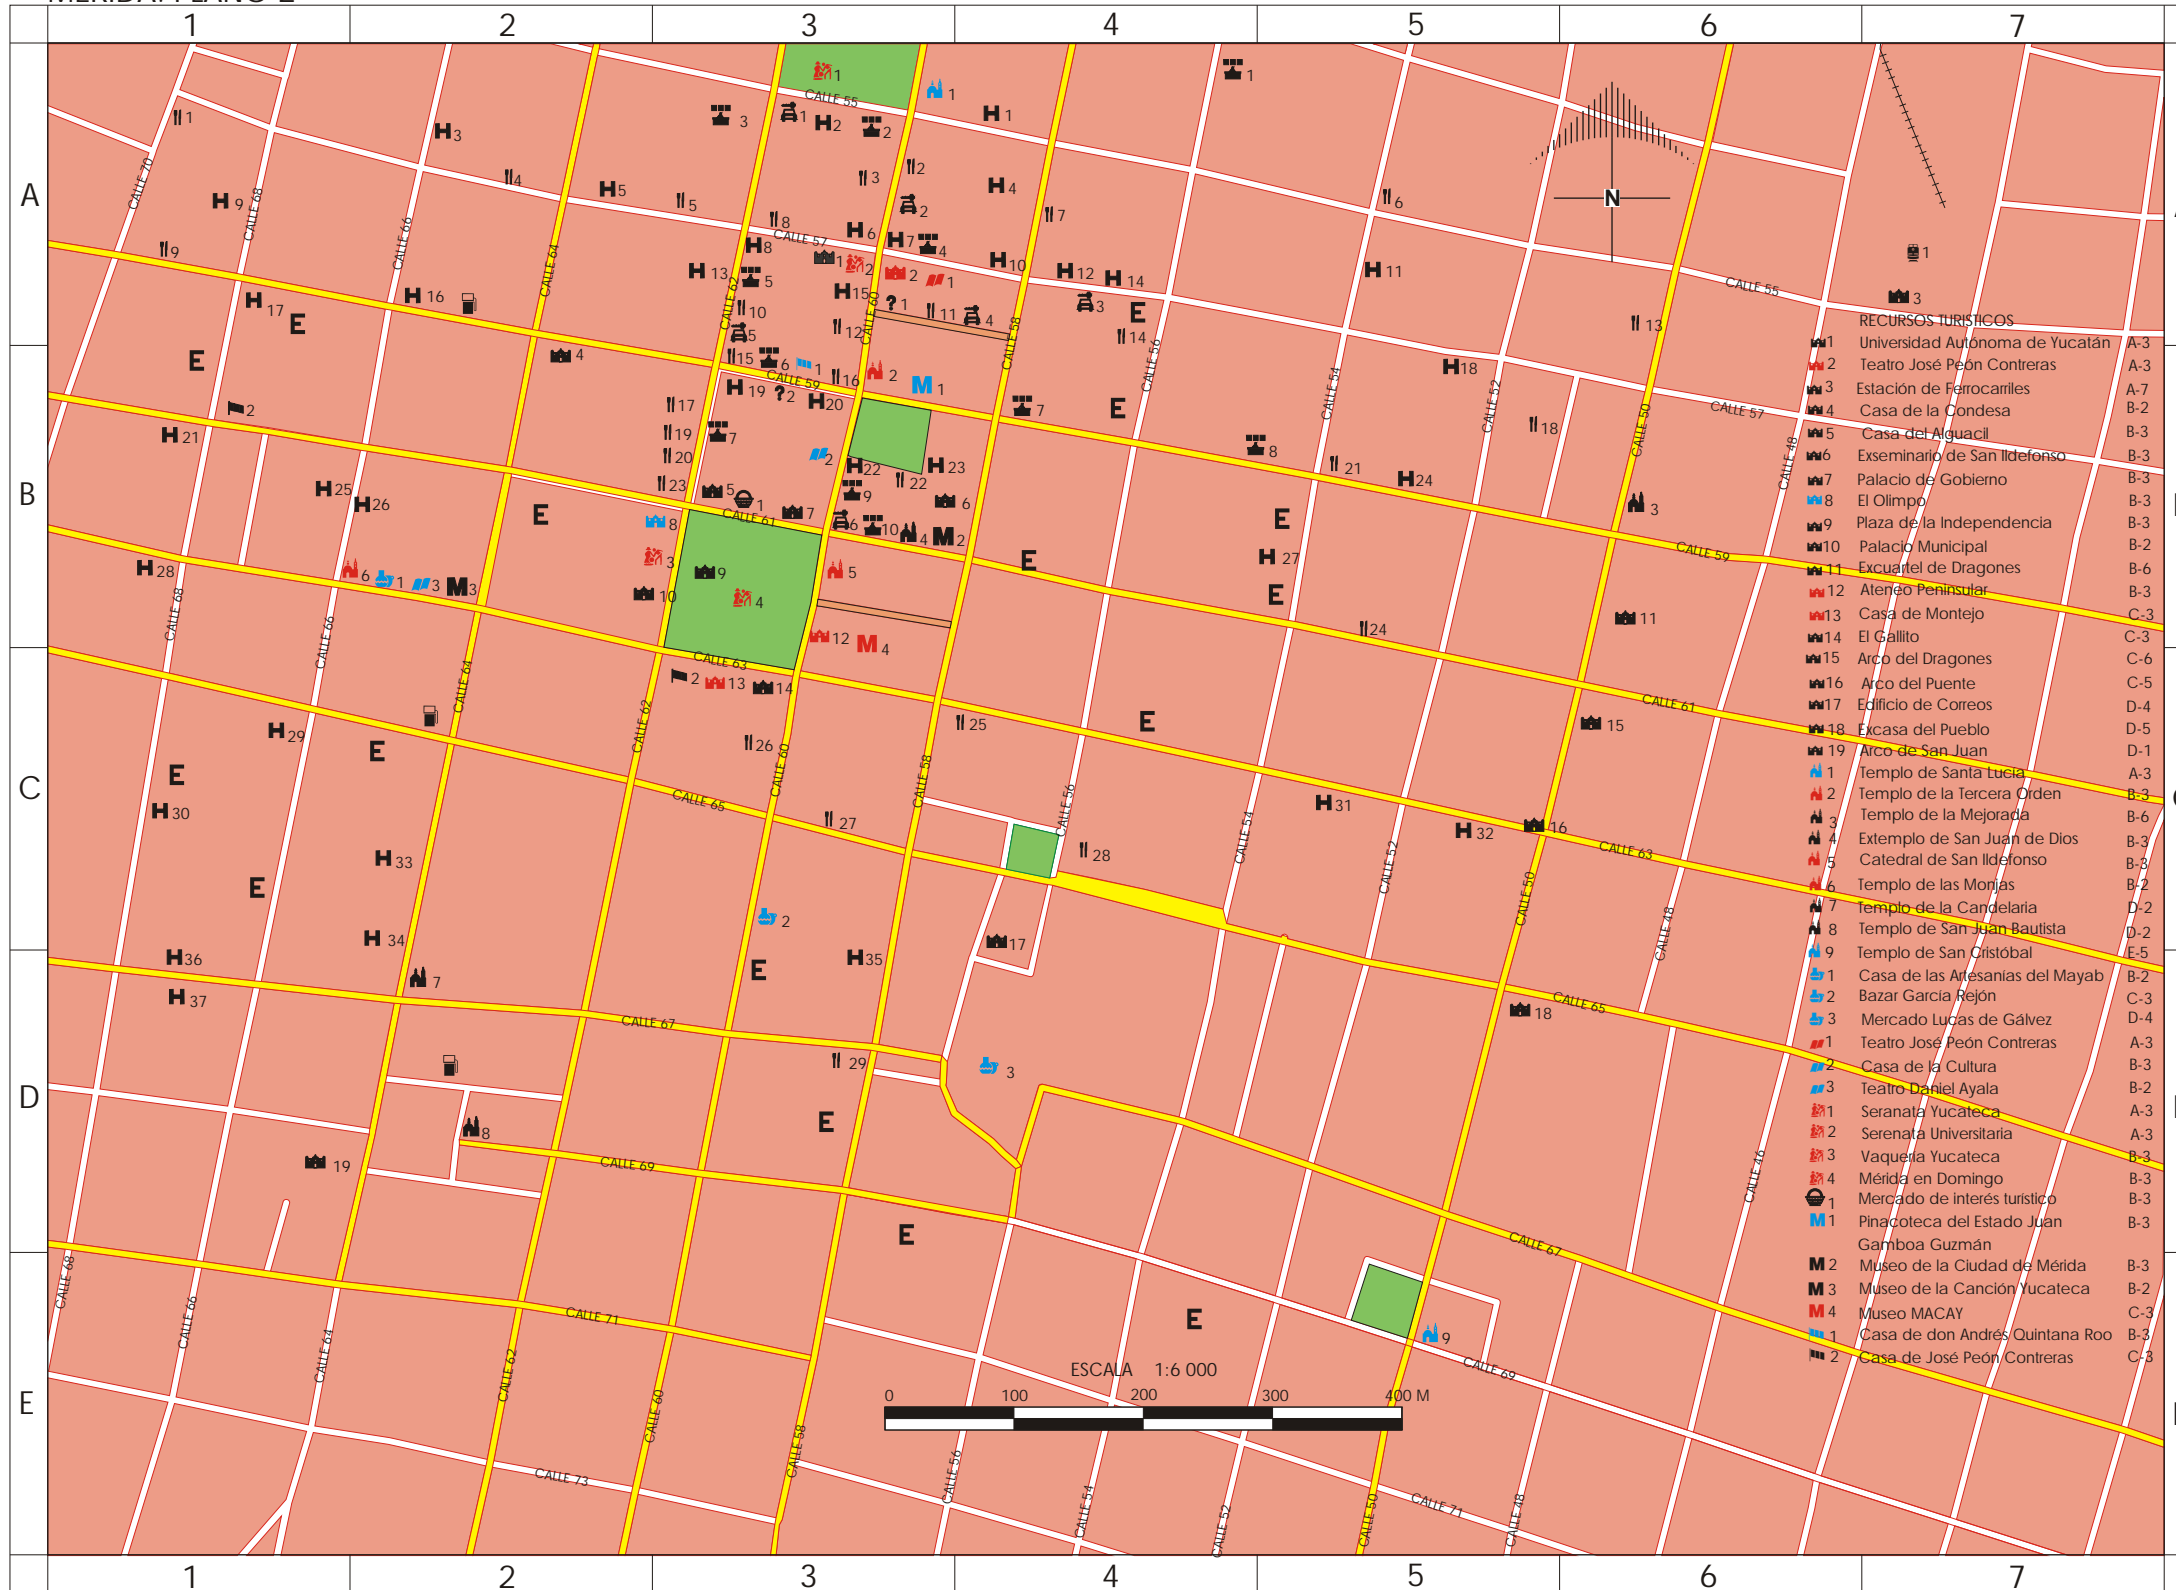 1 2 3 4 5 6 7
A
B
C
D
E
CALLE 55
CALLE 57
CALLE 59
CALLE 61
CALLE 63
CALLE 65
CALLE 67
CALLE 69
CALLE 71
CALLE 73
CALLE 70
CALLE 68
CALLE 66
CALLE 64
CALLE 62
CALLE 60
CALLE 58
CALLE 56
CALLE 54
CALLE 52
CALLE 50
CALLE 48
CALLE 46
N
RECURSOS TURISTICOS
1 Universidad Autónoma de Yucatán A-3
2 Teatro José Peón Contreras A-3
3 Estación de Ferrocarriles A-7
4 Casa de la Condesa B-2
5 Casa del Alguacil B-3
6 Exseminario de San Ildefonso B-3
7 Palacio de Gobierno B-3
8 El Olimpo B-3
9 Plaza de la Independencia B-3
10 Palacio Municipal B-2
11 Excuartel de Dragones B-6
12 Ateneo Peninsular B-3
13 Casa de Montejo C-3
14 El Gallito C-3
15 Arco del Dragones C-6
16 Arco del Puente C-5
17 Edificio de Correos D-4
18 Excasa del Pueblo D-5
19 Arco de San Juan D-1
1 Templo de Santa Lucia A-3
2 Templo de la Tercera Orden B-3
3 Templo de la Mejorada B-6
4 Extemplo de San Juan de Dios B-3
5 Catedral de San Ildefonso B-3
6 Templo de las Monjas B-2
7 Templo de la Candelaria D-2
8 Templo de San Juan Bautista D-2
9 Templo de San Cristóbal E-5
1 Casa de las Artesanías del Mayab B-2
2 Bazar García Rejón C-3
3 Mercado Lucas de Gálvez D-4
1 Teatro José Peón Contreras A-3
2 Casa de la Cultura B-3
3 Teatro Daniel Ayala B-2
1 Seranata Yucateca A-3
2 Serenata Universitaria A-3
3 Vaqueria Yucateca B-3
4 Mérida en Domingo B-3
1 Mercado de interés turístico B-3
M 1 Pinacoteca del Estado Juan B-3
Gamboa Guzmán
M 2 Museo de la Ciudad de Mérida B-3
M 3 Museo de la Canción Yucateca B-2
M 4 Museo MACAY C-3
1 Casa de don Andrés Quintana Roo B-3
2 Casa de José Peón Contreras C-3
ESCALA 1:6 000
0 100 200 300 400 M
1 2 3 4 5 6 7